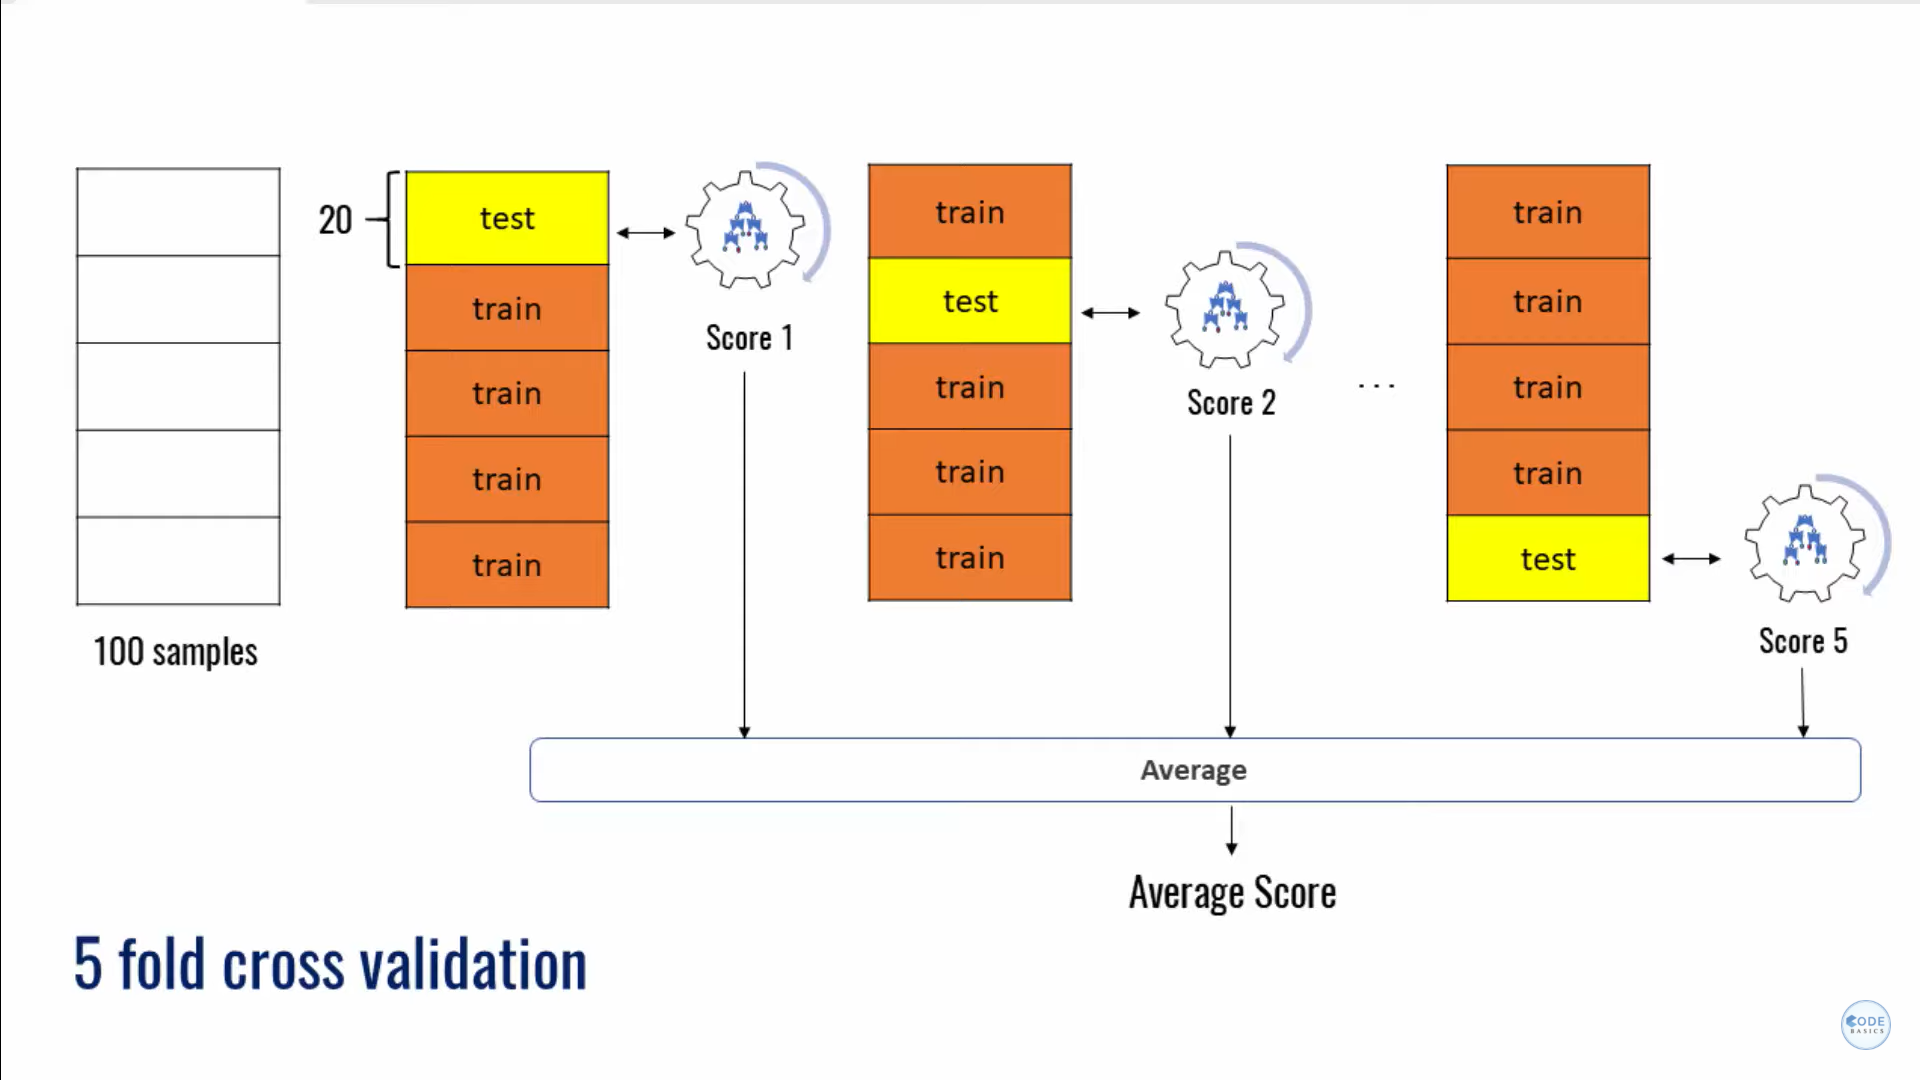 100 samples
20
test
train
train
train
train
Score 1
train
test
train
train
train
Score 2
...
train
train
train
train
test
Score 5
Average
Average Score
5 fold cross validation
CODE
BASICS